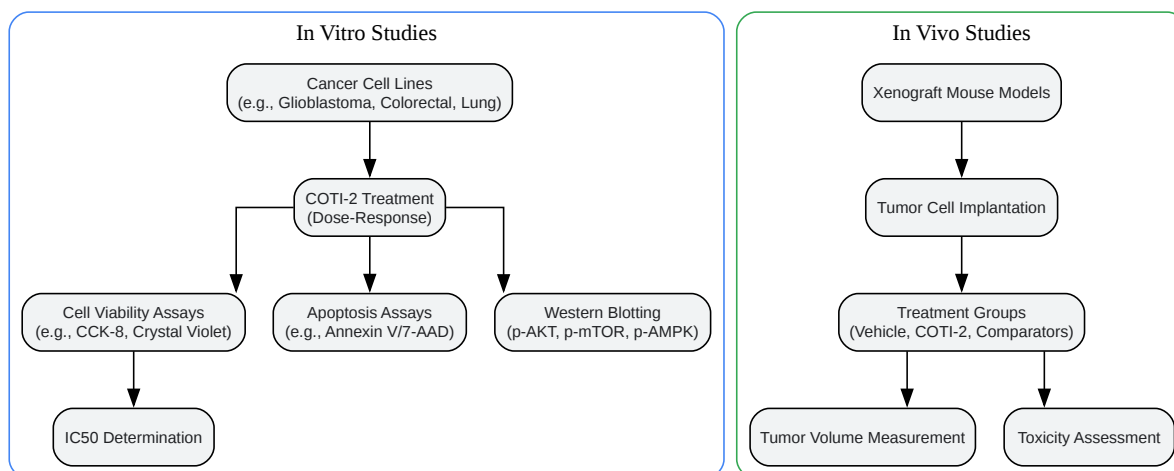 In Vitro Studies
Cancer Cell Lines
(e.g., Glioblastoma, Colorectal, Lung)
COTI-2 Treatment
(Dose-Response)
Cell Viability Assays
(e.g., CCK-8, Crystal Violet)
Apoptosis Assays
(e.g., Annexin V/7-AAD)
Western Blotting
(p-AKT, p-mTOR, p-AMPK)
IC50 Determination
In Vivo Studies
Xenograft Mouse Models
Tumor Cell Implantation
Treatment Groups
(Vehicle, COTI-2, Comparators)
Tumor Volume Measurement
Toxicity Assessment